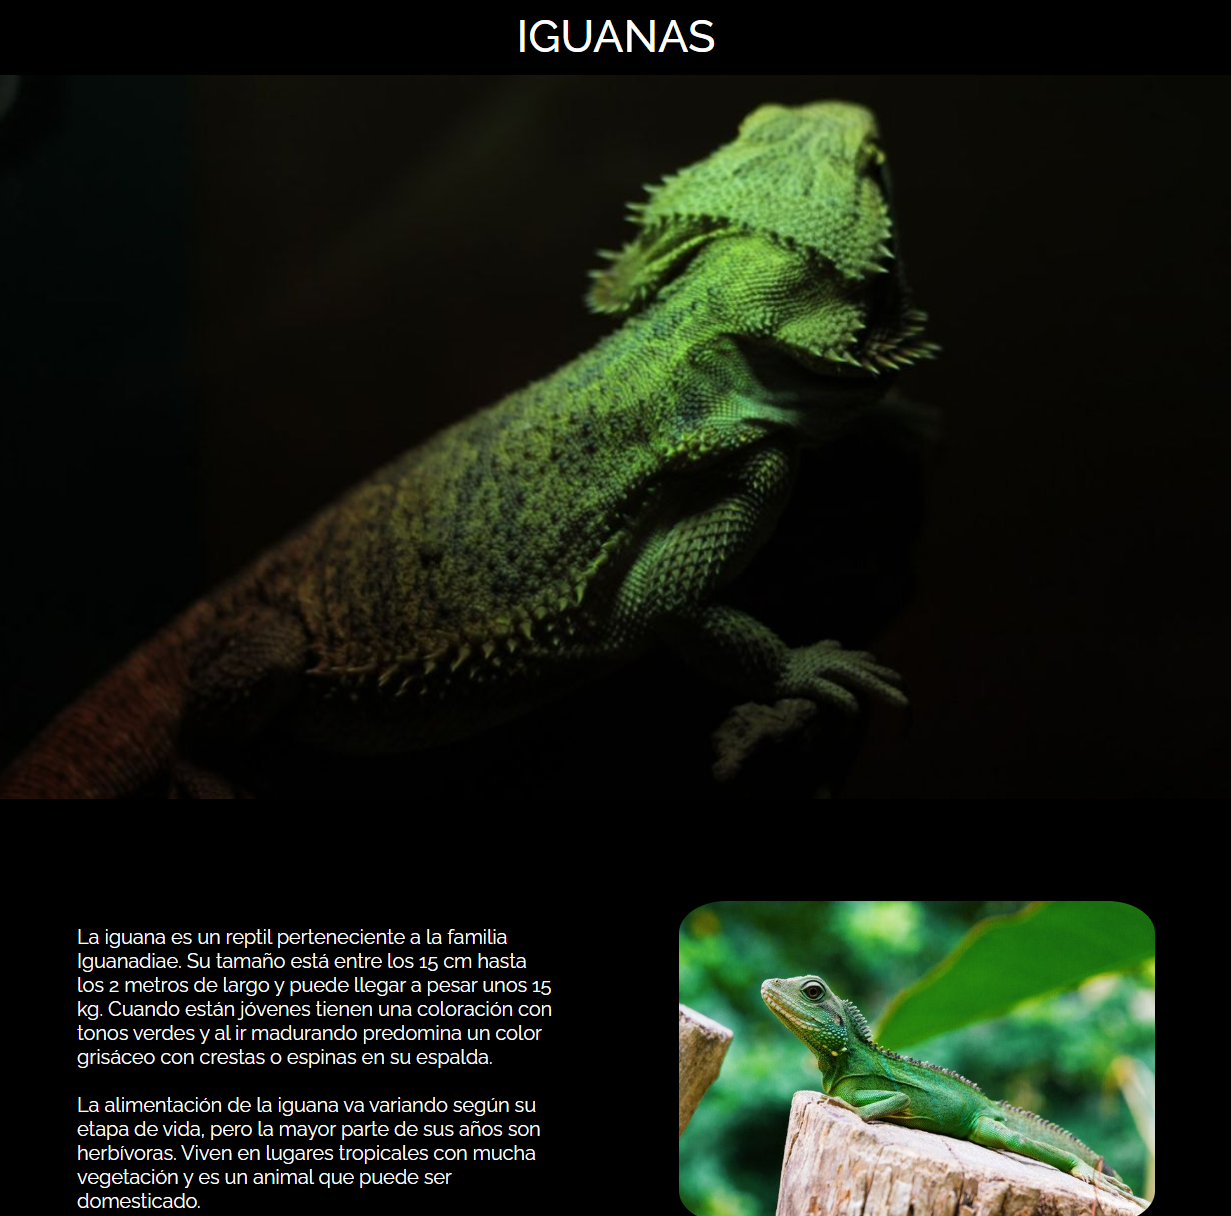 IGUANAS
La iguana es un reptil perteneciente a la familia
Iguanadiae. Su tamaño está entre los 15 cm hasta
los 2 metros de largo y puede llegar a pesar unos 15
kg. Cuando están jóvenes tienen una coloración con
tonos verdes y al ir madurando predomina un color
grisáceo con crestas o espinas en su espalda.
La alimentación de la iguana va variando según su
etapa de vida, pero la mayor parte de sus años son
herbívoras. Viven en lugares tropicales con mucha
vegetación y es un animal que puede ser
domesticado.